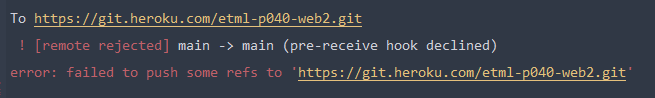 To https://git.heroku.com/etml-p040-web2.git
! [remote rejected] main -> main (pre-receive hook declined)
error: failed to push some refs to 'https://git.heroku.com/etml-p040-web2.git'